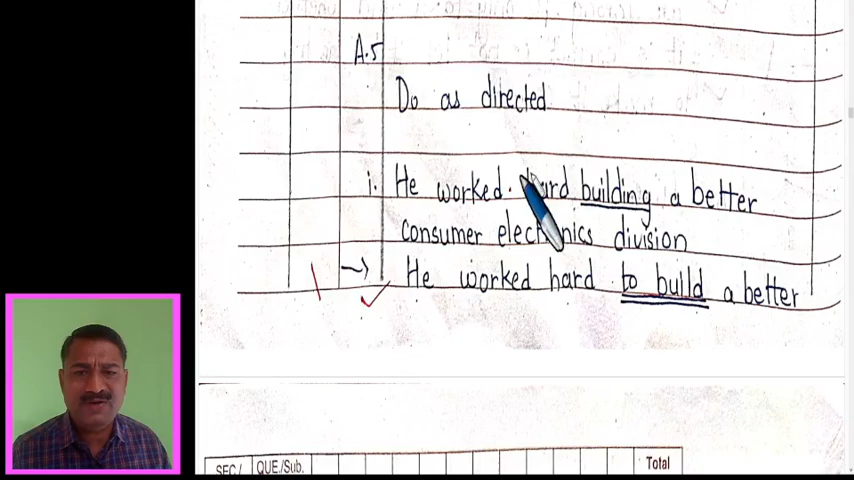 A.5
Do as directed
i. He worked hard building a better
consumer electronics division
→ He worked hard to build a better
SEC/ QUE./Sub. Total